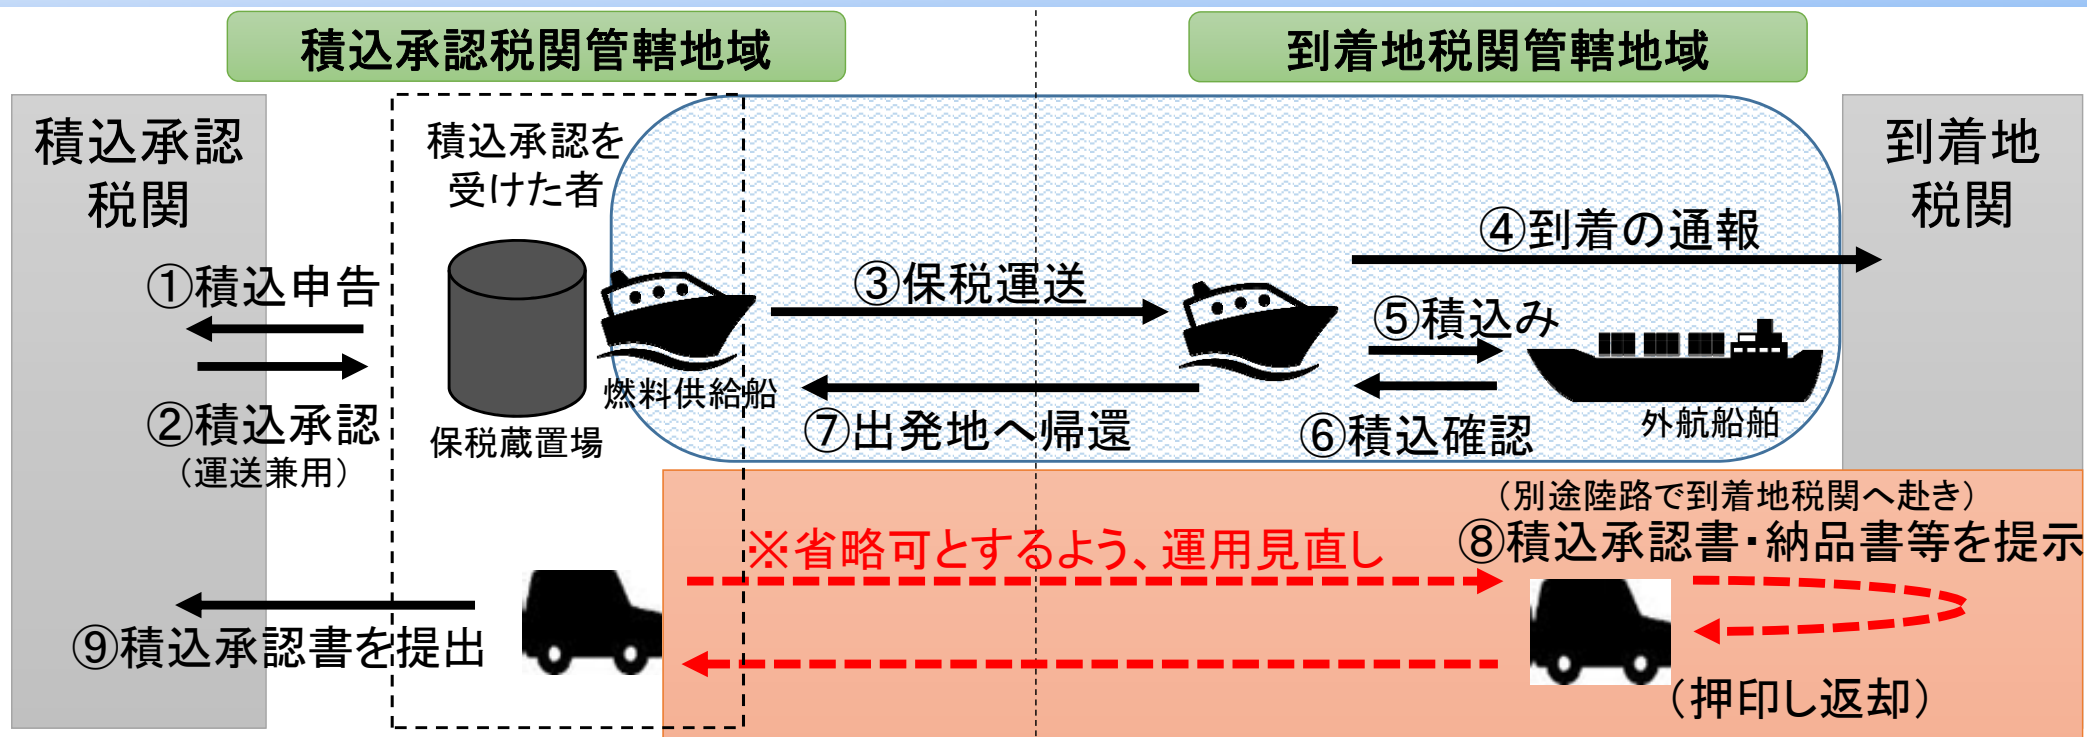 積込承認税関管轄地域
到着地税関管轄地域
積込承認
税関
積込承認を
受けた者
到着地
税関
①積込申告
②積込承認
（運送兼用）
保税蔵置場
燃料供給船
③保税運送
④到着の通報
⑤積込み
⑥積込確認
外航船舶
⑦出発地へ帰還
（別途陸路で到着地税関へ赴き）
⑧積込承認書・納品書等を提示
※省略可とするよう、運用見直し
（押印し返却）
⑨積込承認書を提出